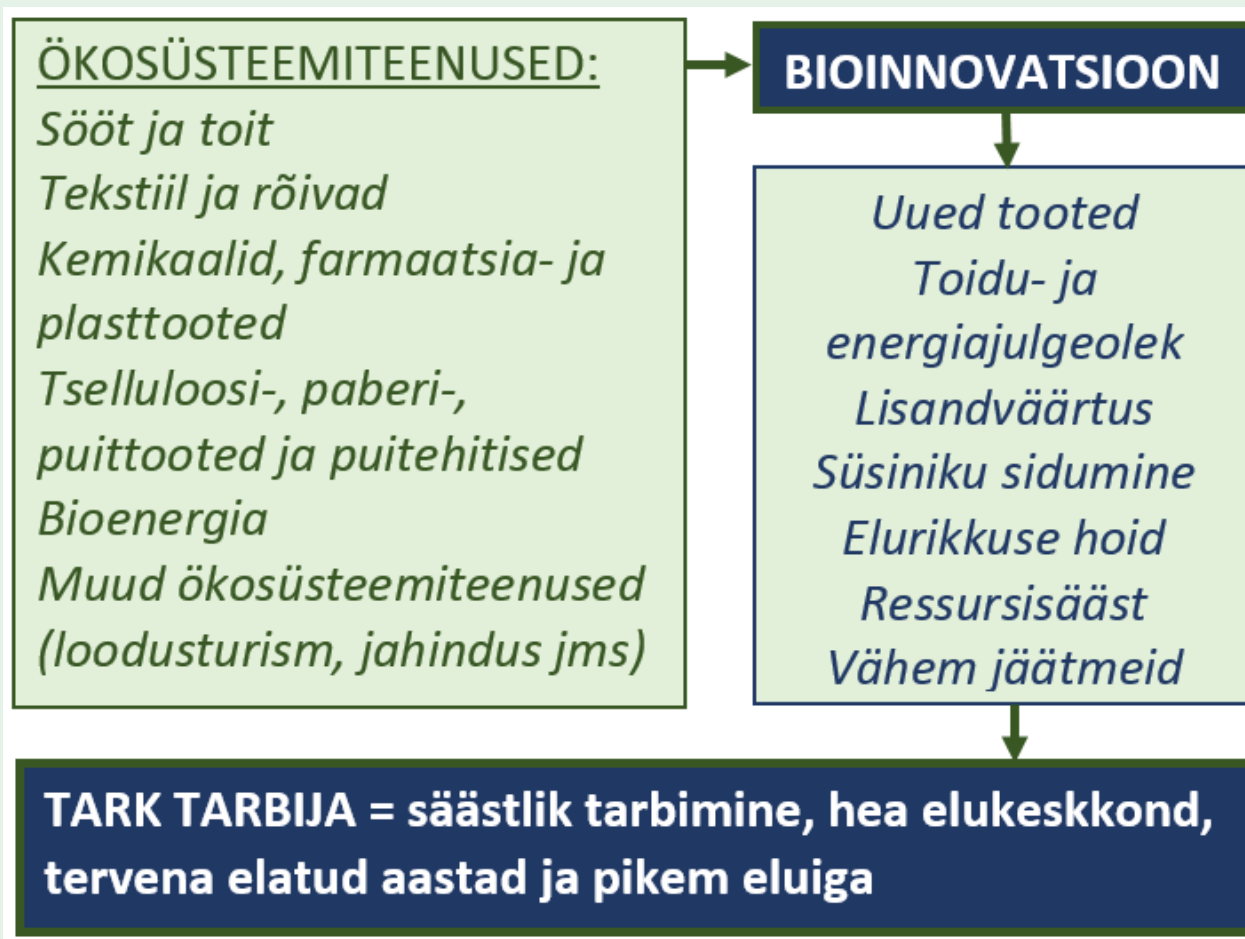 ÖKOSÜSTEEMITEENUSED:
Sööt ja toit
Tekstiil ja rõivad
Kemikaalid, farmaatsia- ja
plasttooted
Tselluloosi-, paberi-,
puittooted ja puitehitised
Bioenergia
Muud ökosüsteemiteenused
(loodusturism, jahindus jms)
BIOINNOVATSIOON
Uued tooted
Toidu- ja
energiajulgeolek
Lisandväärtus
Süsiniku sidumine
Elurikkuse hoid
Ressursisääst
Vähem jäätmeid
TARK TARBIJA = säästlik tarbimine, hea elukeskkond,
tervena elatud aastad ja pikem eluiga